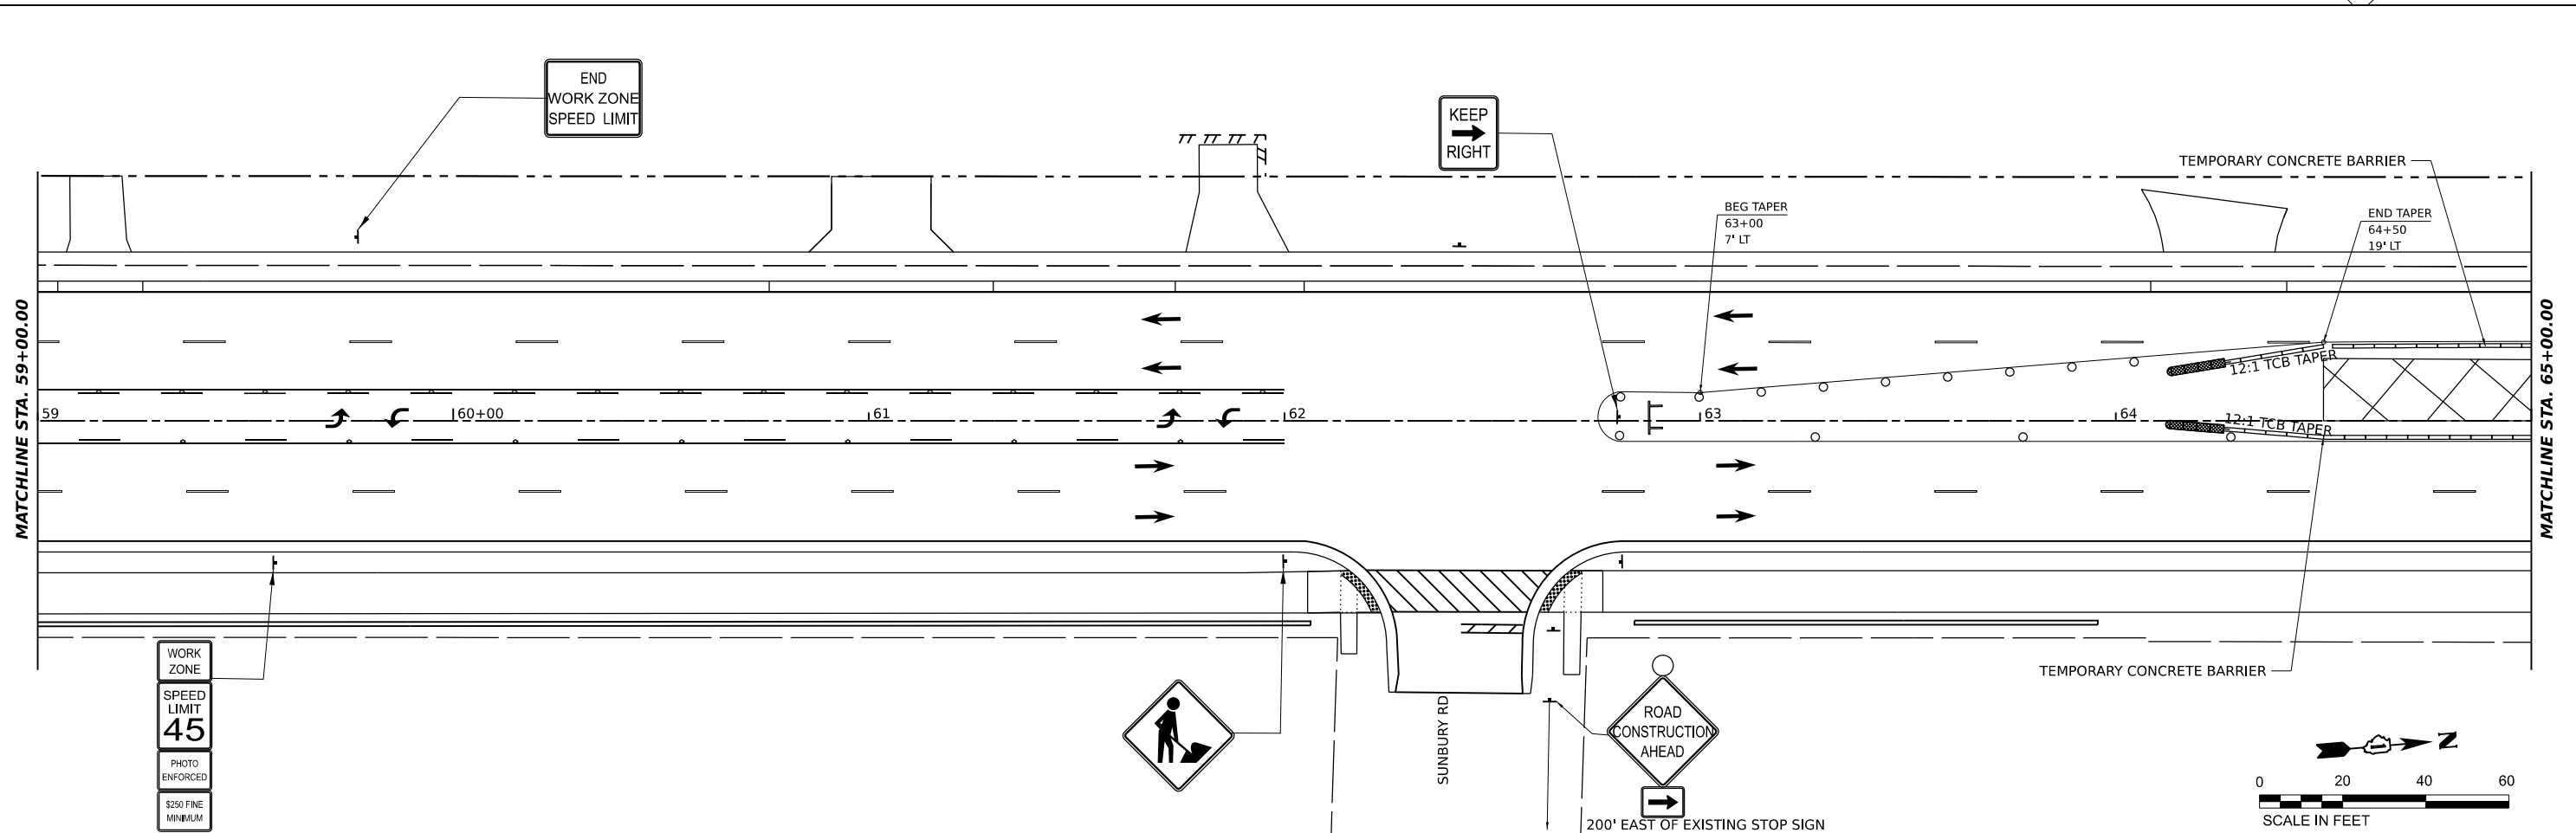 END
WORK ZONE
SPEED LIMIT
KEEP
RIGHT
TEMPORARY CONCRETE BARRIER
BEG TAPER
63+00
7' LT
END TAPER
64+50
19' LT
MATCHLINE STA. 59+00.00
MATCHLINE STA. 65+00.00
12:1 TCB TAPER
59
60+00
61
62
63
64
12:1 TCB TAPER
WORK
ZONE
SPEED
LIMIT
45
PHOTO
ENFORCED
$250 FINE
MINIMUM
SUNBURY RD
ROAD
CONSTRUCTION
AHEAD
200' EAST OF EXISTING STOP SIGN
TEMPORARY CONCRETE BARRIER
N
0 20 40 60
SCALE IN FEET